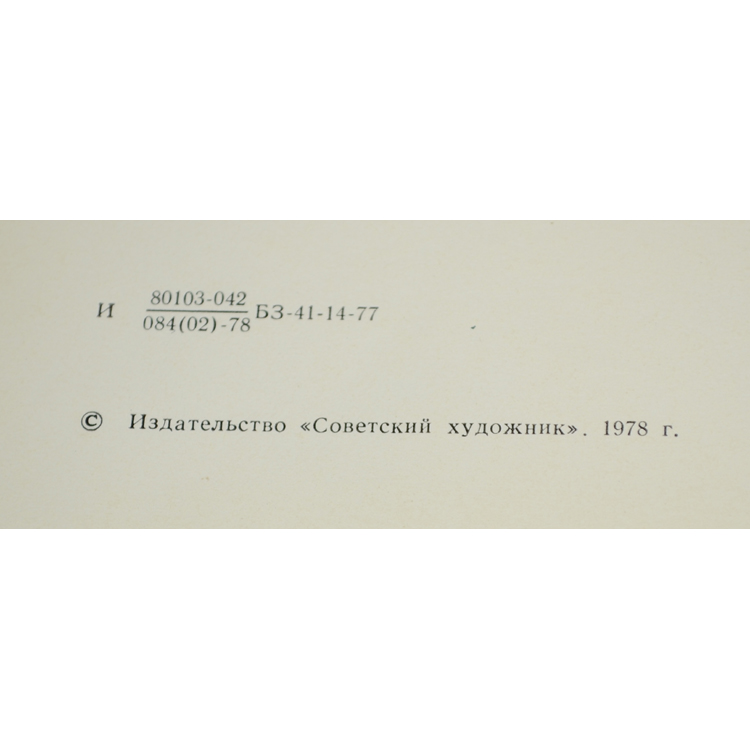 И 80103-042
084(02)-78 БЗ-41-14-77
© Издательство «Советский художник». 1978 г.